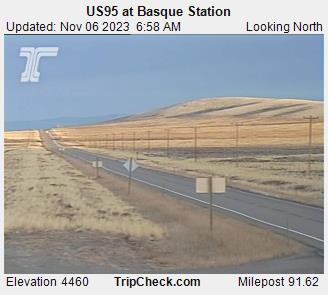 US95 at Basque Station
Updated: Nov 06 2023 6:58 AM Looking North
Elevation 4460 TripCheck.com Milepost 91.62